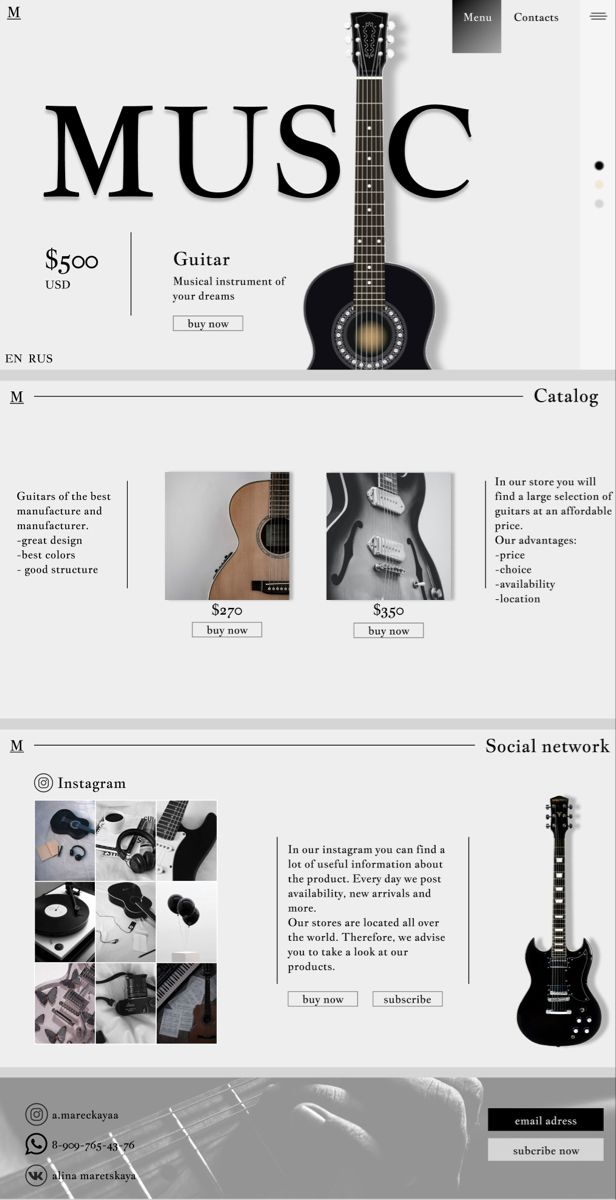 M
Menu
Contacts
MUSIC
$500
USD
Guitar
Musical instrument of
your dreams
buy now
EN RUS
M
Catalog
Guitars of the best
manufacture and
manufacturer.
-great design
-best colors
- good structure
$270
buy now
$350
buy now
In our store you will
find a large selection of
guitars at an affordable
price.
Our advantages:
-price
-choice
-availability
-location
M
Social network
Instagram
In our instagram you can find a
lot of useful information about
the product. Every day we post
availability, new arrivals and
more.
Our stores are located all over
the world. Therefore, we advise
you to take a look at our
products.
buy now
subscribe
a.mareckayaa
8-909-765-43-76
alina maretskaya
email adress
subcribe now